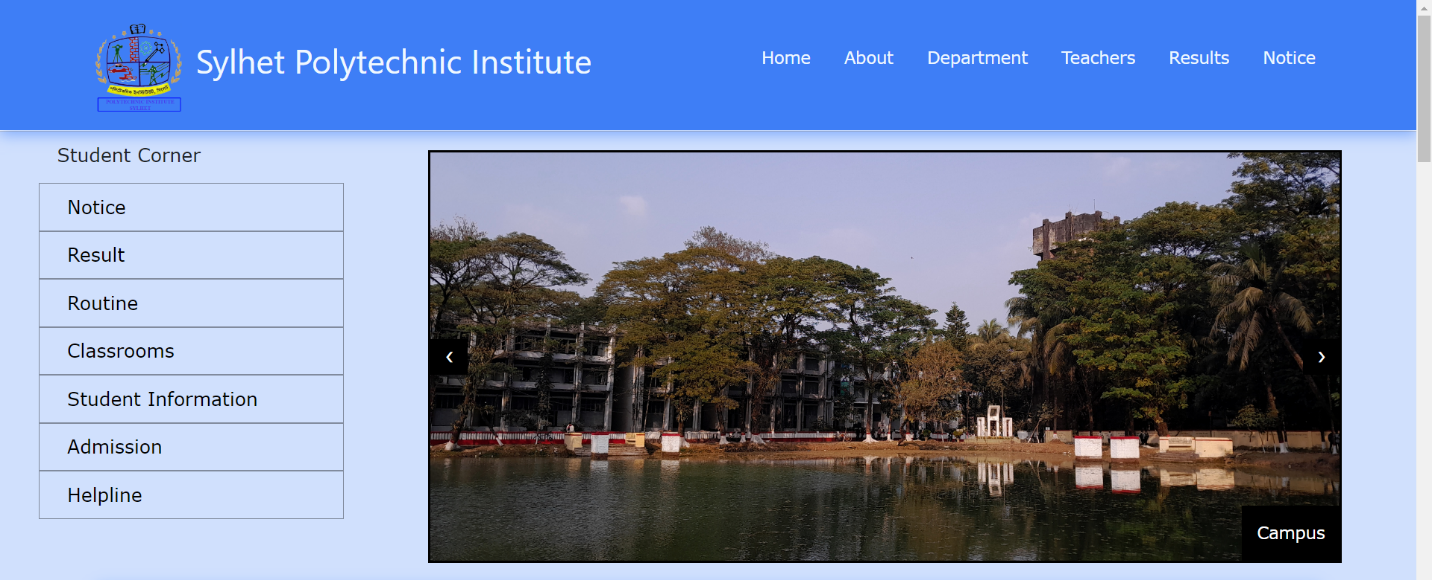 Sylhet Polytechnic Institute
Home About Department Teachers Results Notice
Student Corner
Notice
Result
Routine
Classrooms
Student Information
Admission
Helpline
‹ ›
Campus